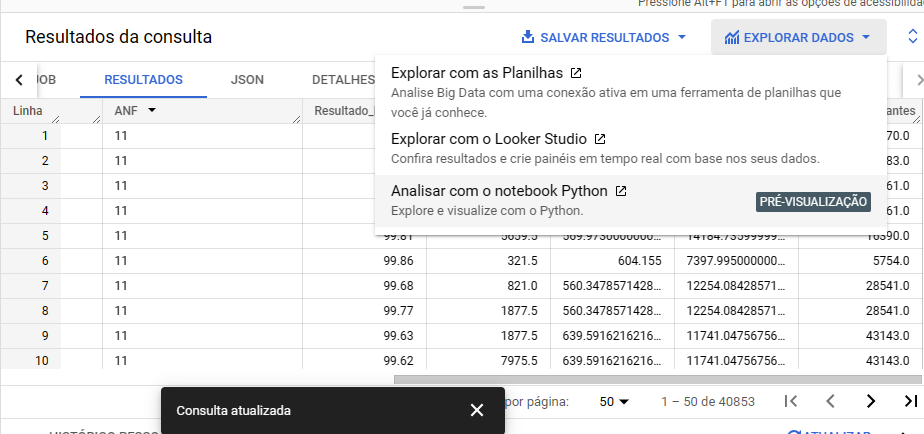 Pressione Alt+F1 para abrir as opções de acessibilidade
Resultados da consulta
SALVAR RESULTADOS
EXPLORAR DADOS
JOB
RESULTADOS
JSON
DETALHES
Explorar com as Planilhas
Analise Big Data com uma conexão ativa em uma ferramenta de planilhas que
você já conhece.
Explorar com o Looker Studio
Confira resultados e crie painéis em tempo real com base nos seus dados.
Analisar com o notebook Python
PRÉ-VISUALIZAÇÃO
Explore e visualize com o Python.
Linha ANF Resultado_ antes
1 11 70.0
2 11 83.0
3 11 61.0
4 11 61.0
5 11 99.81 5659.5 569.9730000000... 14184.73599999... 16390.0
6 11 99.86 321.5 604.155 7397.995000000... 5754.0
7 11 99.68 821.0 560.3478571428... 12254.08428571... 28541.0
8 11 99.77 1877.5 560.3478571428... 12254.08428571... 28541.0
9 11 99.63 1877.5 639.5916216216... 11741.04756756... 43143.0
10 11 99.62 7975.5 639.5916216216... 11741.04756756... 43143.0
Consulta atualizada
por página: 50 1 – 50 de 40853
HISTÓRICO PESSO
ATUALIZAR